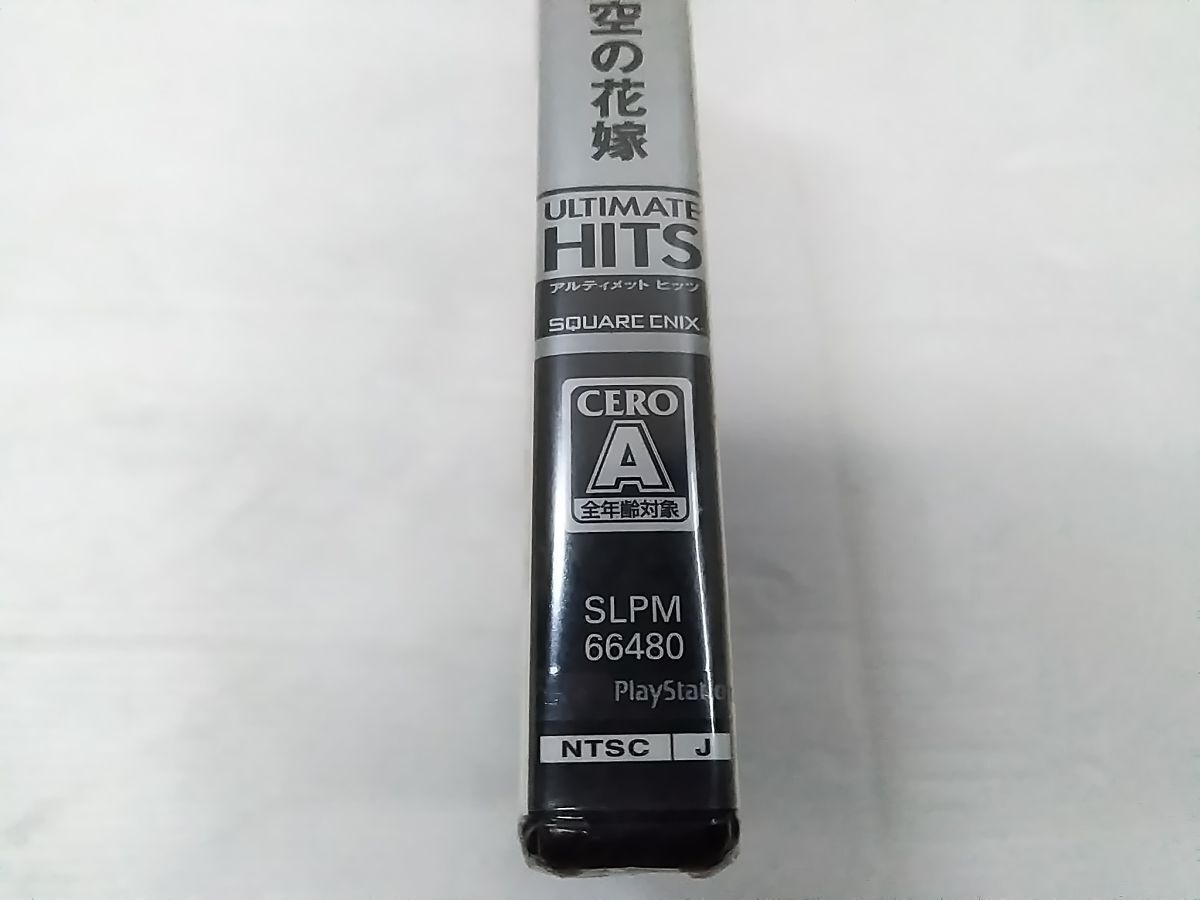 空の花嫁
ULTIMATE
HITS
アルティメット ヒッツ
SQUARE ENIX
CERO
A
全年齢対象
SLPM
66480
PlayStatio
NTSC J